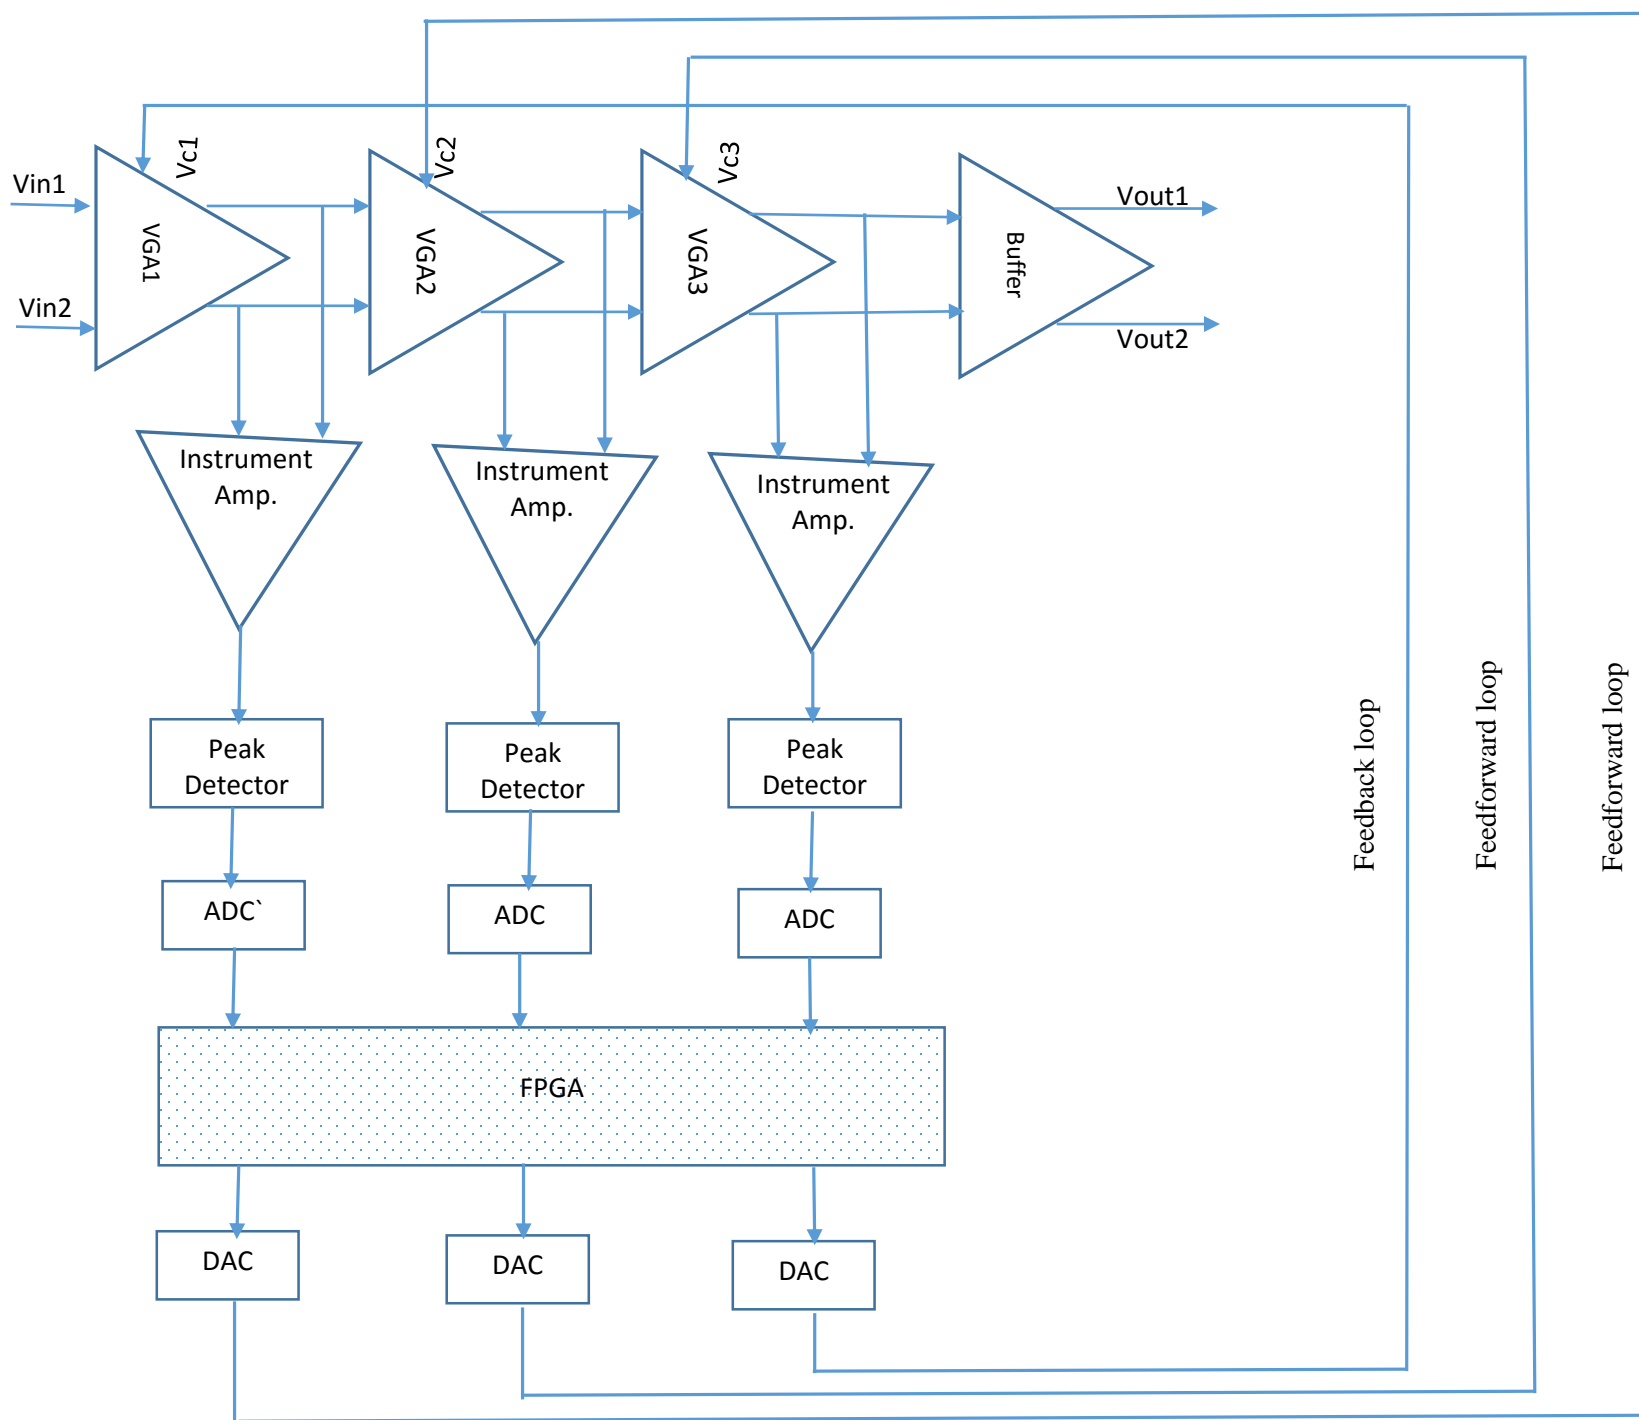 Vc1
Vc2
Vc3
Vin1
Vin2
VGA1
VGA2
VGA3
Buffer
Vout1
Vout2
Instrument
Amp.
Instrument
Amp.
Instrument
Amp.
Peak
Detector
Peak
Detector
Peak
Detector
Feedback loop
Feedforward loop
Feedforward loop
ADC`
ADC
ADC
FPGA
DAC
DAC
DAC